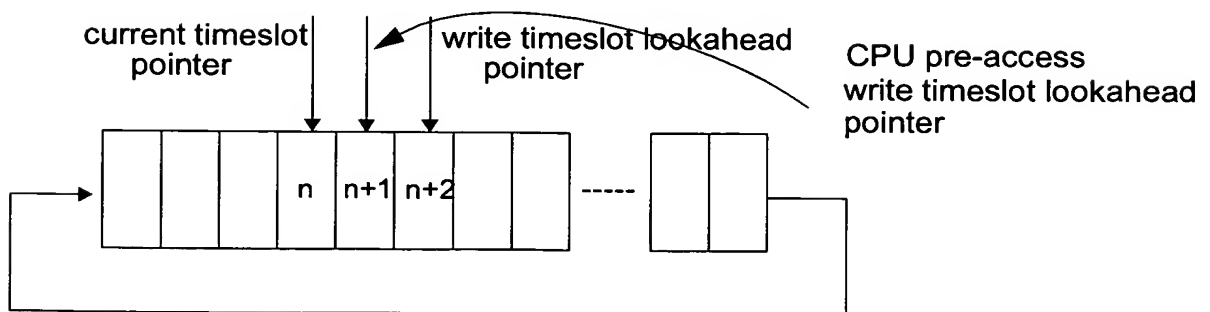 current timeslot
pointer
write timeslot lookahead
pointer
CPU pre-access
write timeslot lookahead
pointer
n
n+1
n+2